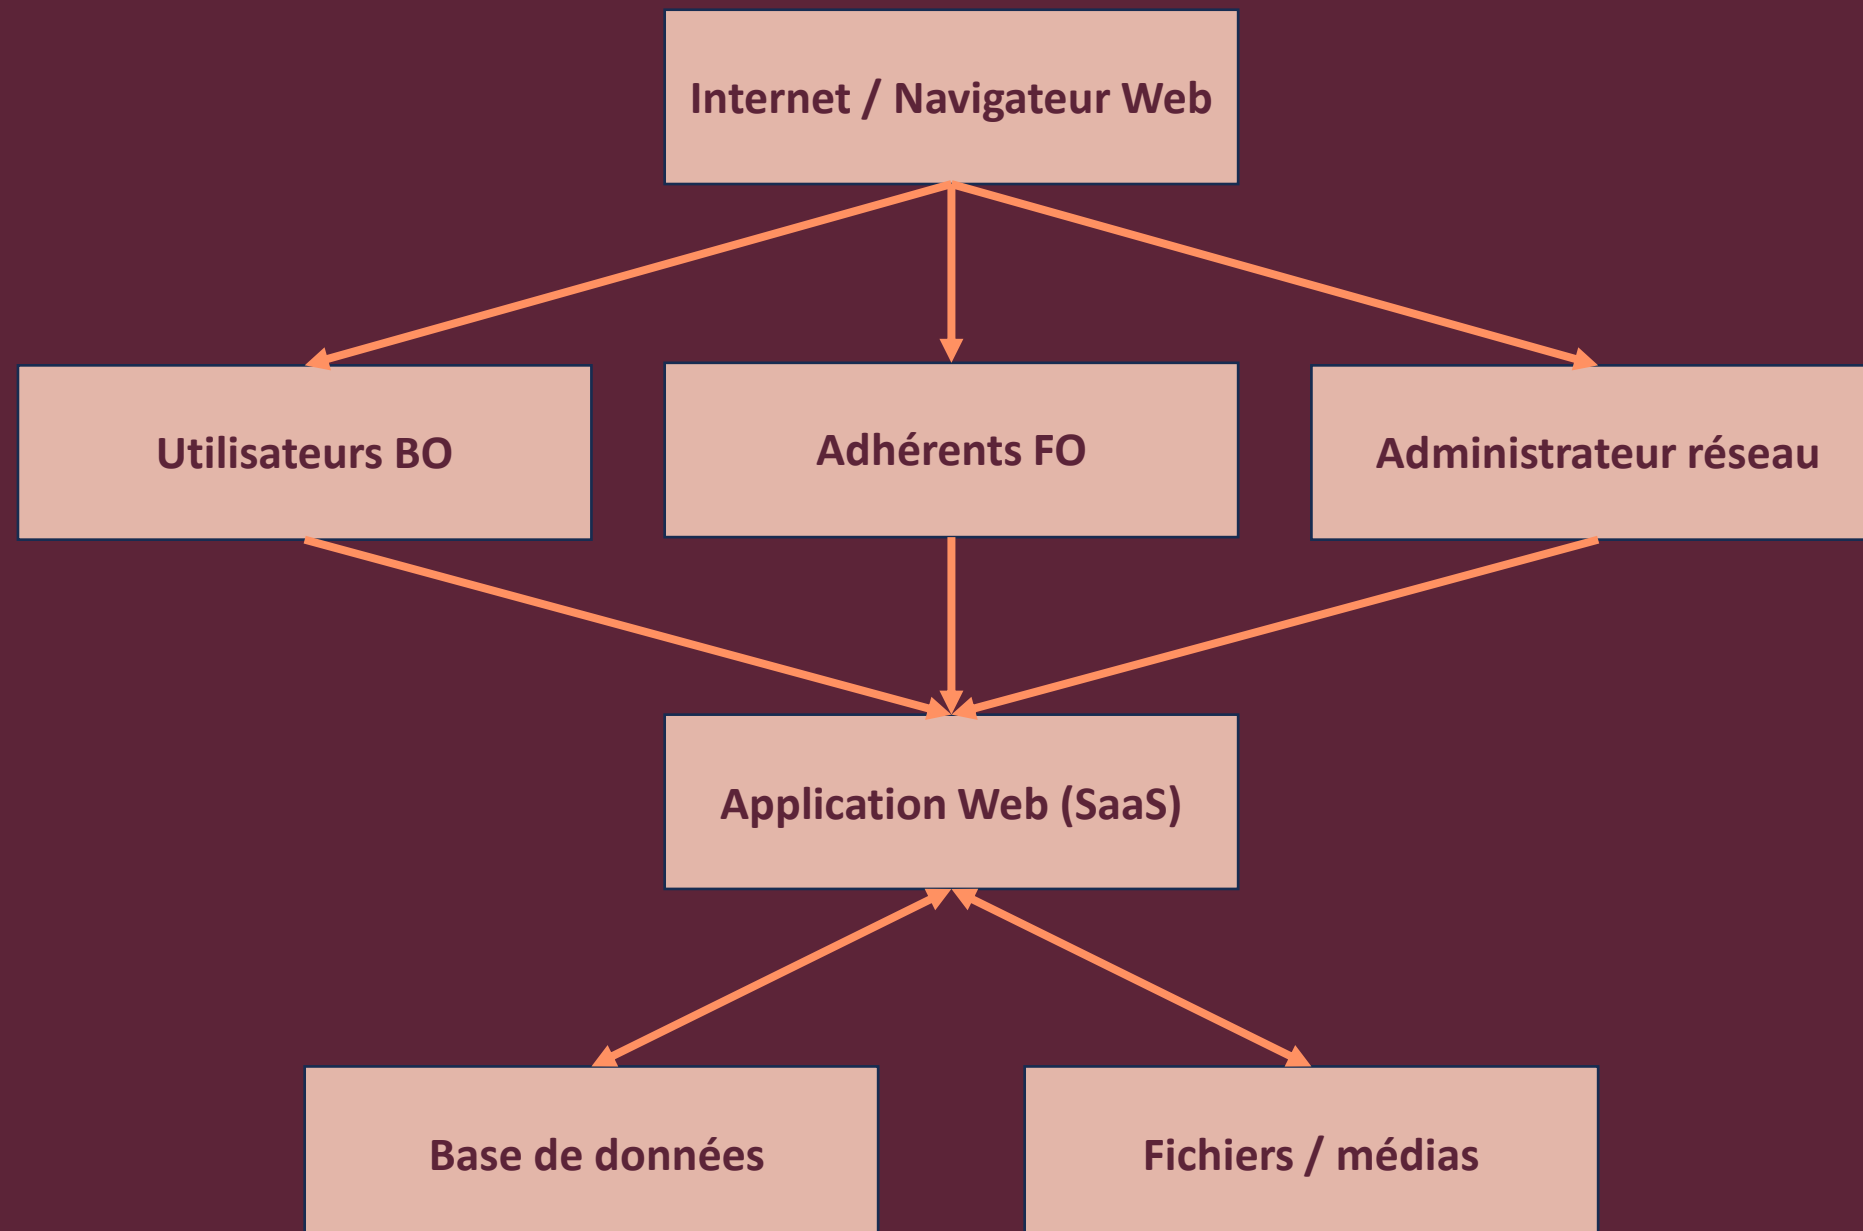 Internet / Navigateur Web
Utilisateurs BO
Adhérents FO
Administrateur réseau
Application Web (SaaS)
Base de données
Fichiers / médias